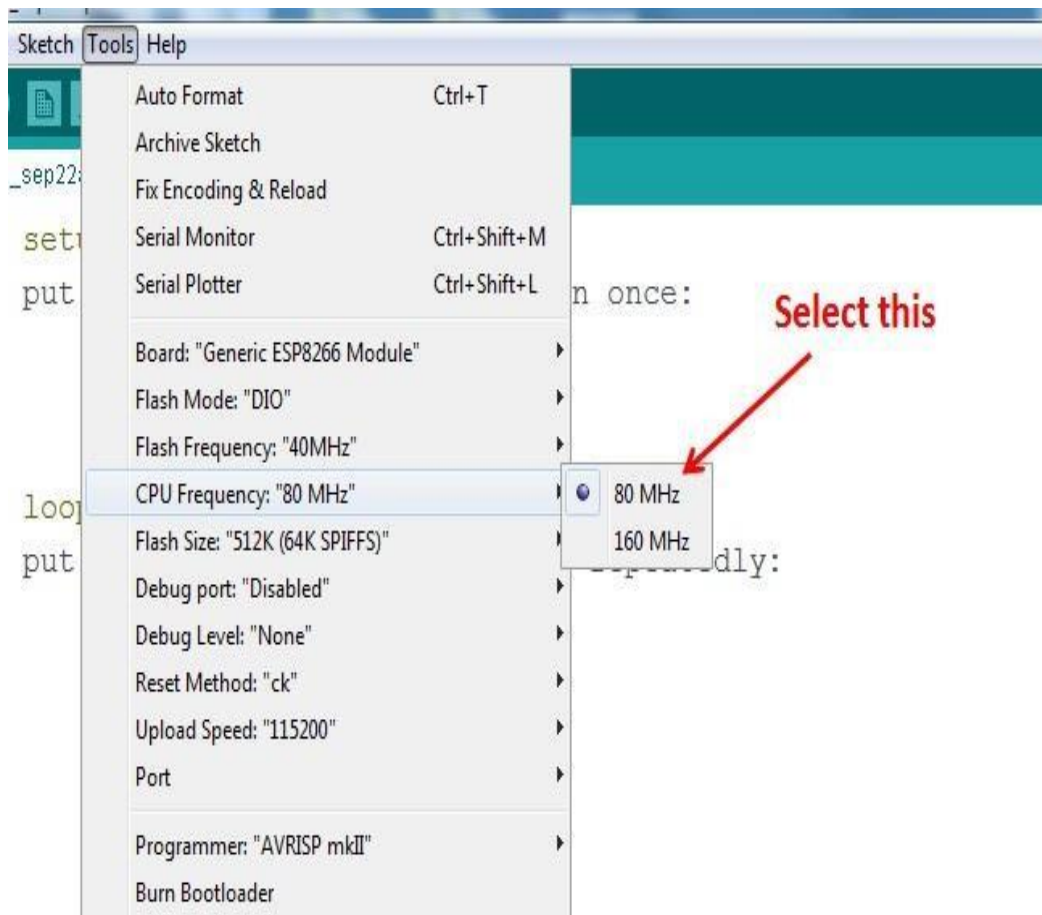 Sketch Tools Help
Auto Format Ctrl+T
Archive Sketch
_sep22
Fix Encoding & Reload
Serial Monitor Ctrl+Shift+M
Serial Plotter Ctrl+Shift+L
put n once:
Select this
Board: "Generic ESP8266 Module"
Flash Mode: "DIO"
Flash Frequency: "40MHz"
CPU Frequency: "80 MHz"
80 MHz
loop
Flash Size: "512K (64K SPIFFS)"
160 MHz
put repeatedly:
Debug port: "Disabled"
Debug Level: "None"
Reset Method: "ck"
Upload Speed: "115200"
Port
Programmer: "AVRISP mkII"
Burn Bootloader